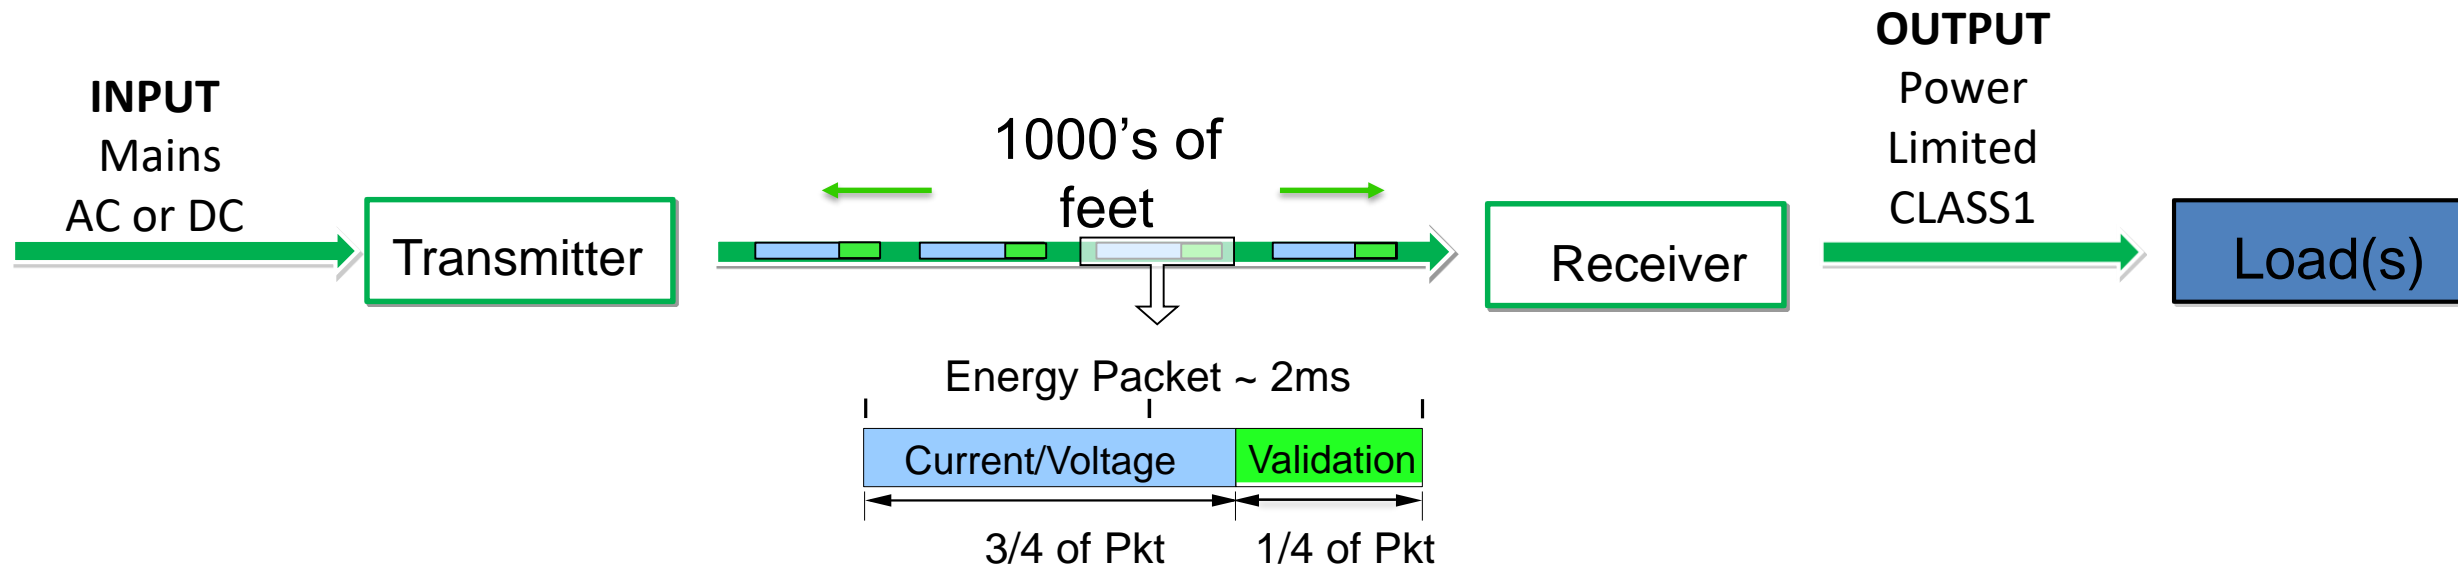 INPUT
Mains
AC or DC
Transmitter
1000’s of
feet
Receiver
OUTPUT
Power
Limited
CLASS1
Load(s)
Energy Packet ~ 2ms
Current/Voltage
Validation
3/4 of Pkt
1/4 of Pkt